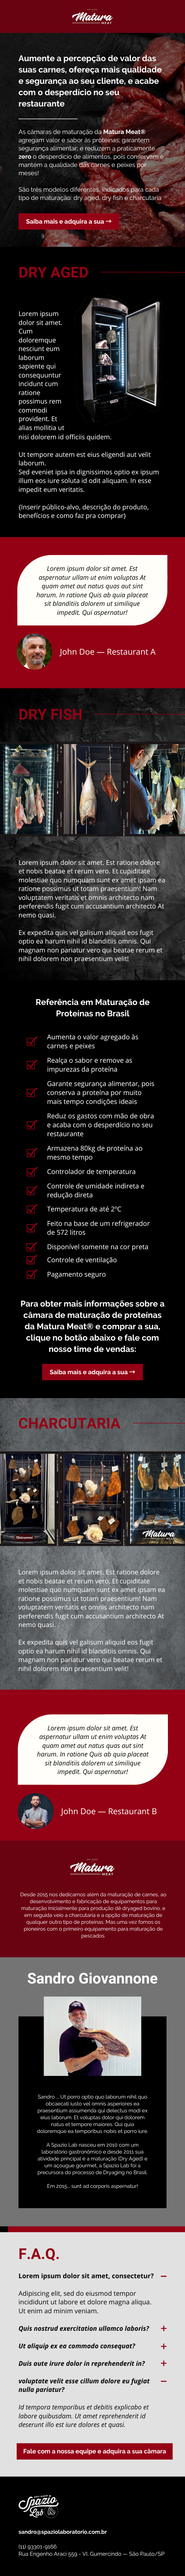 Matura
MEAT
Aumente a percepção de valor das
suas carnes, ofereça mais qualidade
e segurança ao seu cliente, e acabe
com o desperdício no seu
restaurante
As câmaras de maturação da Matura Meat®
agregam valor e sabor às proteínas, garantem
segurança alimentar, e reduzem a praticamente
zero o desperdício de alimentos, pois conservam e
mantém a qualidade das carnes e peixes por
meses!
São três modelos diferentes, indicados para cada
tipo de maturação: dry aged, dry fish e charcutaria
Saiba mais e adquira a sua →
DRY AGED
Lorem ipsum
dolor sit amet.
Cum
doloremque
nesciunt eum
laborum
sapiente qui
consequuntur
incidunt cum
ratione
possimus rem
commodi
provident. Et
alias mollitia ut
nisi dolorem id officiis quidem.
Ut tempore autem est eius eligendi aut velit
laborum.
Sed eveniet ipsa in dignissimos optio ex ipsum
illum eos iure soluta id odit aliquam. In esse
impedit eum veritatis.
{Inserir público-alvo, descrição do produto,
benefícios e como faz pra comprar}
Lorem ipsum dolor sit amet. Est
aspernatur ullam ut enim voluptas At
quam amet aut natus quas aut sint
harum. In ratione Quis ab quia placeat
sit blanditiis dolorem ut similique
impedit. Qui aspernatur!
John Doe — Restaurant A
DRY FISH
Lorem ipsum dolor sit amet. Est ratione dolore
et nobis beatae et rerum vero. Et cupiditate
molestiae quo numquam sunt ex amet ipsam ea
ratione possimus ut totam praesentium! Nam
voluptatem veritatis et omnis architecto nam
perferendis fugit cum accusantium architecto At
nemo quasi.
Ex expedita quis vel galisum aliquid eos fugit
optio ea harum nihil id blanditiis omnis. Qui
magnam non pariatur vero qui beatae rerum et
nihil dolorem non praesentium velit!
Referência em Maturação de
Proteínas no Brasil
Aumenta o valor agregado às
carnes e peixes
Realça o sabor e remove as
impurezas da proteína
Garante segurança alimentar, pois
conserva a proteína por muito
mais tempo condições ideais
Reduz os gastos com mão de obra
e acaba com o desperdício no seu
restaurante
Armazena 80kg de proteína ao
mesmo tempo
Controlador de temperatura
Controle de umidade indireta e
redução direta
Temperatura de até 2ºC
Feito na base de um refrigerador
de 572 litros
Disponível somente na cor preta
Controle de ventilação
Pagamento seguro
Para obter mais informações sobre a
câmara de maturação de proteínas
da Matura Meat® e comprar a sua,
clique no botão abaixo e fale com
nosso time de vendas:
Saiba mais e adquira a sua →
CHARCUTARIA
Matura
Lorem ipsum dolor sit amet. Est ratione dolore
et nobis beatae et rerum vero. Et cupiditate
molestiae quo numquam sunt ex amet ipsam ea
ratione possimus ut totam praesentium! Nam
voluptatem veritatis et omnis architecto nam
perferendis fugit cum accusantium architecto At
nemo quasi.
Ex expedita quis vel galisum aliquid eos fugit
optio ea harum nihil id blanditiis omnis. Qui
magnam non pariatur vero qui beatae rerum et
nihil dolorem non praesentium velit!
Lorem ipsum dolor sit amet. Est
aspernatur ullam ut enim voluptas At
quam amet aut natus quas aut sint
harum. In ratione Quis ab quia placeat
sit blanditiis dolorem ut similique
impedit. Qui aspernatur!
John Doe — Restaurant B
Matura
MEAT
Desde 2015 nos dedicamos além da maturação de carnes, ao
desenvolvimento e fabricação de equipamentos para
maturação Inicialmente para produção de dryaged bovino, e
em seguida veio a charcutaria e a opção de maturação de
qualquer outro tipo de proteínas. Mas uma vez fomos os
pioneiros com o primeiro equipamento para maturação de
pescados.
Sandro Giovannone
Sandro ... Ut porro optio quo laborum nihil quo
obcaecati iusto vel omnis asperiores ea
praesentium assumenda qui delectus modi ex
eius laborum. Et voluptas dolor qui dolorem
natus et tempore maiores. Qui quia
doloremque ea temporibus nobis et porro iure.
A Spazio Lab nasceu em 2010 com um
laboratório gastronômico e desde 2011 sua
atividade principal é a maturação (Dry Aged) e
um açougue gourmet, a Spazio Lab foi a
precursora do processo de Dryaging no Brasil.
Em 2015... sunt ad corporis aspernatur!
F.A.Q.
Lorem ipsum dolor sit amet, consectetur? −
Adipiscing elit, sed do eiusmod tempor
incididunt ut labore et dolore magna aliqua.
Ut enim ad minim veniam.
Quis nostrud exercitation ullamco laboris? +
Ut aliquip ex ea commodo consequat? +
Duis aute irure dolor in reprehenderit in? +
voluptate velit esse cillum dolore eu fugiat −
nulla pariatur?
Id tempora temporibus et debitis explicabo et
labore quibusdam. Ut amet reprehenderit id
deserunt illo est iure dolores et quasi.
Fale com a nossa equipe e adquira a sua câmara
Spazio
Lab
sandro@spaziolaboratorio.com.br
(11) 93301-9166
Rua Engenho Araci 559 - Vl. Gumercindo — São Paulo/SP